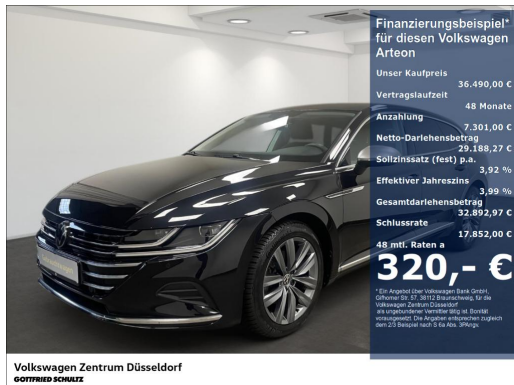 Finanzierungsbeispiel*
für diesen Volkswagen
Arteon
Unser Kaufpreis
36.490,00 €
Vertragslaufzeit
48 Monate
Anzahlung
7.301,00 €
Netto-Darlehensbetrag
29.188,27 €
Sollzinssatz (fest) p.a.
3,92 %
Effektiver Jahreszins
3,99 %
Gesamtdarlehensbetrag
32.892,97 €
Schlussrate
17.852,00 €
48 mtl. Raten a
320,- €
* Ein Angebot über Volkswagen Bank GmbH,
Gifhorner Str. 57, 38112 Braunschweig, für die
Volkswagen Zentrum Düsseldorf
als ungebundener Vermittler tätig ist. Bonität
vorausgesetzt. Die Angaben entsprechen zugleich
dem 2/3 Beispiel nach § 6a Abs. 3PAngv.
Volkswagen Zentrum Düsseldorf
GOTTFRIED SCHULTZ